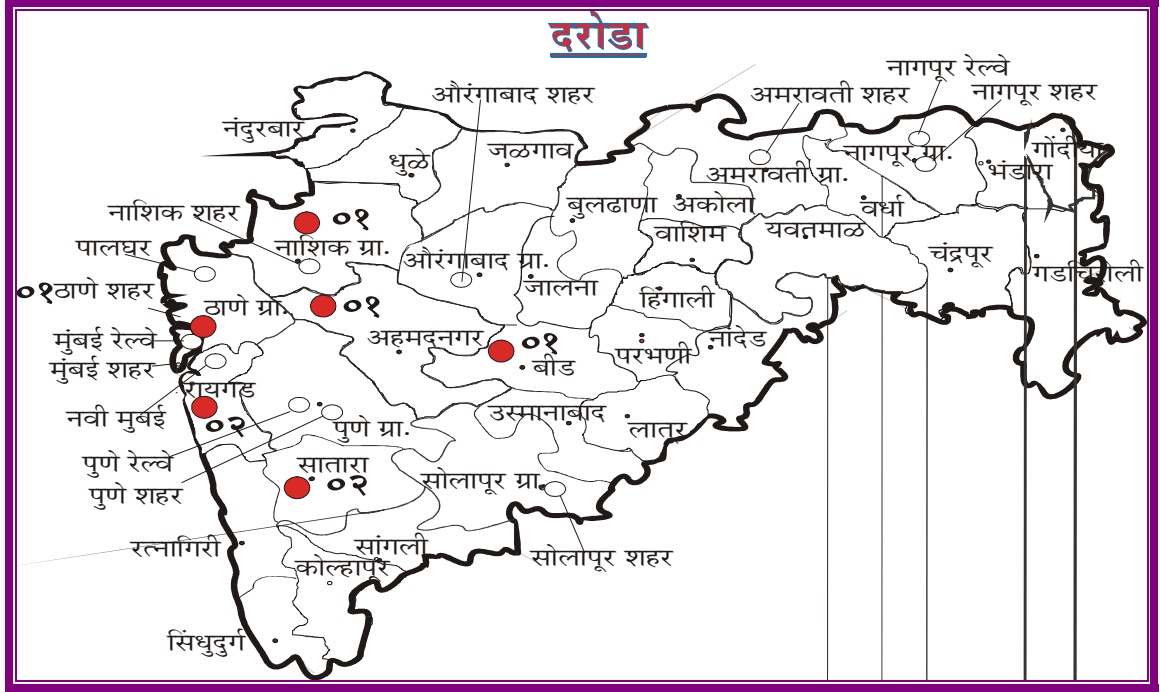 दरोडा
नागपूर रेल्वे
औरंगाबाद शहर
अमरावती शहर
नागपूर शहर
नंदुरबार
धुळे
जळगाव
नागपूर ग्रा.
गोंदीया
भंडारा
अमरावती ग्रा.
नाशिक शहर
०१
बुलढाणा
अकोला
वर्धा
पालघर
नाशिक ग्रा.
वाशिम
यवतमाळ
औरंगाबाद ग्रा.
चंद्रपूर
गडचिरोली
०१ठाणे शहर
जालना
ठाणे ग्रा.
०१
हिंगाली
मुंबई रेल्वे
अहमदनगर
०१
नांदेड
मुंबई शहर
बीड
परभणी
रायगड
नवी मुबई
०२
उस्मानाबाद
पुणे ग्रा.
लातूर
पुणे रेल्वे
सातारा
०२
सोलापूर ग्रा.
पुणे शहर
रत्नागिरी
सांगली
सोलापूर शहर
कोल्हापूर
सिंधुदुर्ग